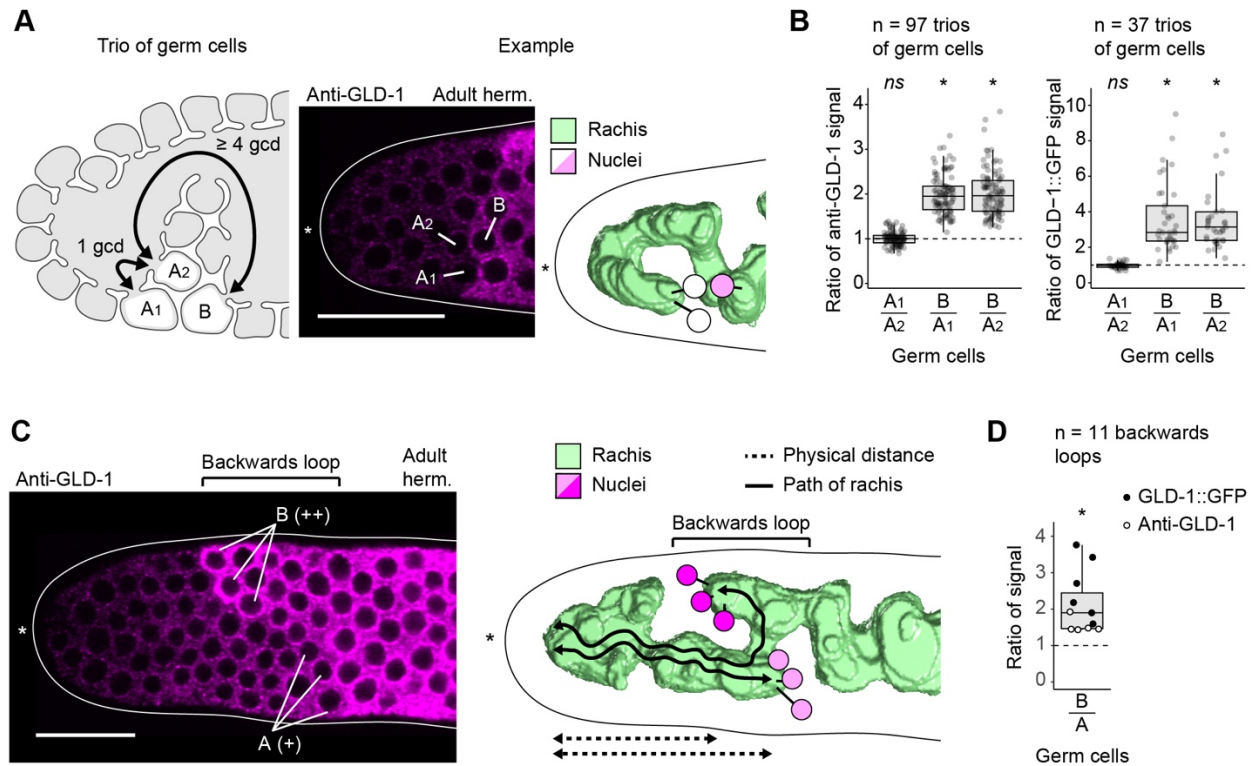 A
Trio of germ cells
Example
≥ 4 gcd
1 gcd
A1
A2
B
Anti-GLD-1
Adult herm.
A2
B
A1
*
Rachis
Nuclei
*
B
n = 97 trios
of germ cells
ns
*
*
Ratio of anti-GLD-1 signal
4
3
2
1
0
A1
A2
B
A1
B
A2
Germ cells
n = 37 trios
of germ cells
ns
*
*
Ratio of GLD-1::GFP signal
10
8
6
4
2
0
A1
A2
B
A1
B
A2
Germ cells
C
Anti-GLD-1
Backwards loop
Adult
herm.
B (++)
*
A (+)
Rachis
Nuclei
Physical distance
Path of rachis
Backwards loop
*
D
n = 11 backwards
loops
GLD-1::GFP
Anti-GLD-1
*
Ratio of signal
4
3
2
1
0
B
A
Germ cells